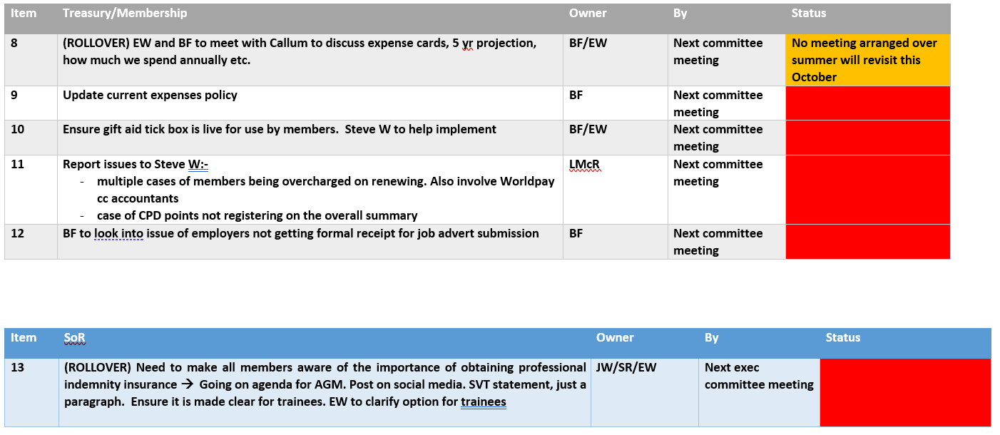 Item Treasury/Membership Owner By Status
8 (ROLLOVER) EW and BF to meet with Callum to discuss expense cards, 5 yr projection, BF/EW Next committee No meeting arranged over
how much we spend annually etc. meeting summer will revisit this
October
9 Update current expenses policy BF Next committee
meeting
10 Ensure gift aid tick box is live for use by members. Steve W to help implement BF/EW Next committee
meeting
11 Report issues to Steve W:- LMcR Next committee
- multiple cases of members being overcharged on renewing. Also involve Worldpay meeting
cc accountants
- case of CPD points not registering on the overall summary
12 BF to look into issue of employers not getting formal receipt for job advert submission BF Next committee
meeting
Item SoR Owner By Status
13 (ROLLOVER) Need to make all members aware of the importance of obtaining professional JW/SR/EW Next exec
indemnity insurance → Going on agenda for AGM. Post on social media. SVT statement, just a committee meeting
paragraph. Ensure it is made clear for trainees. EW to clarify option for trainees